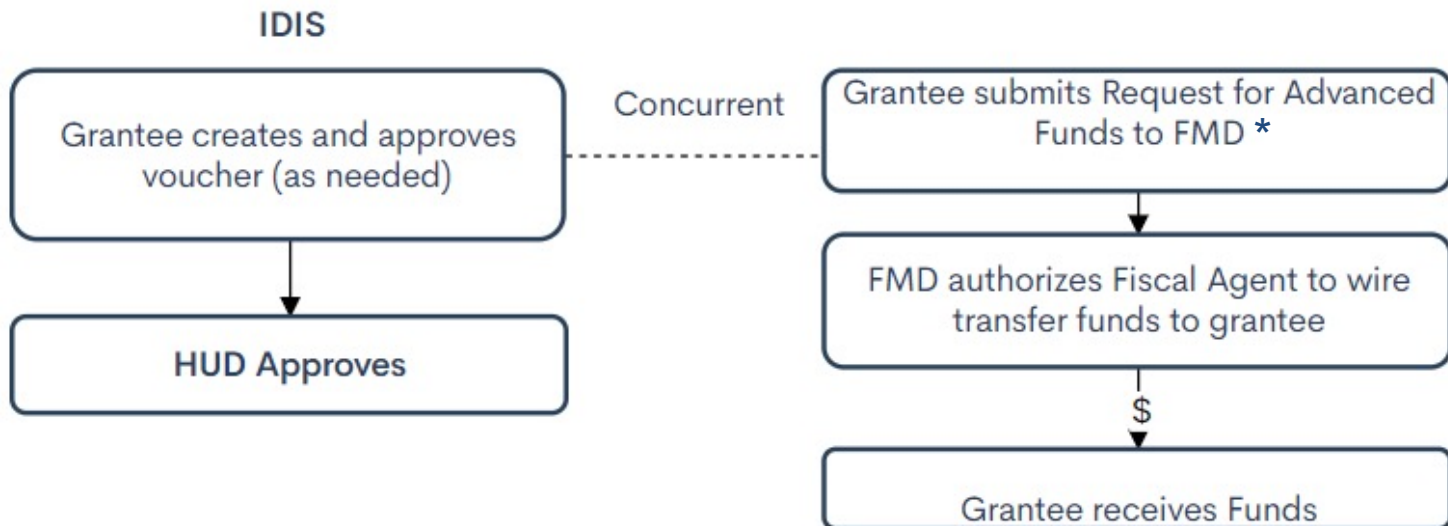 IDIS
Grantee creates and approves
voucher (as needed)
HUD Approves
Concurrent
Grantee submits Request for Advanced
Funds to FMD *
FMD authorizes Fiscal Agent to wire
transfer funds to grantee
$
Grantee receives Funds